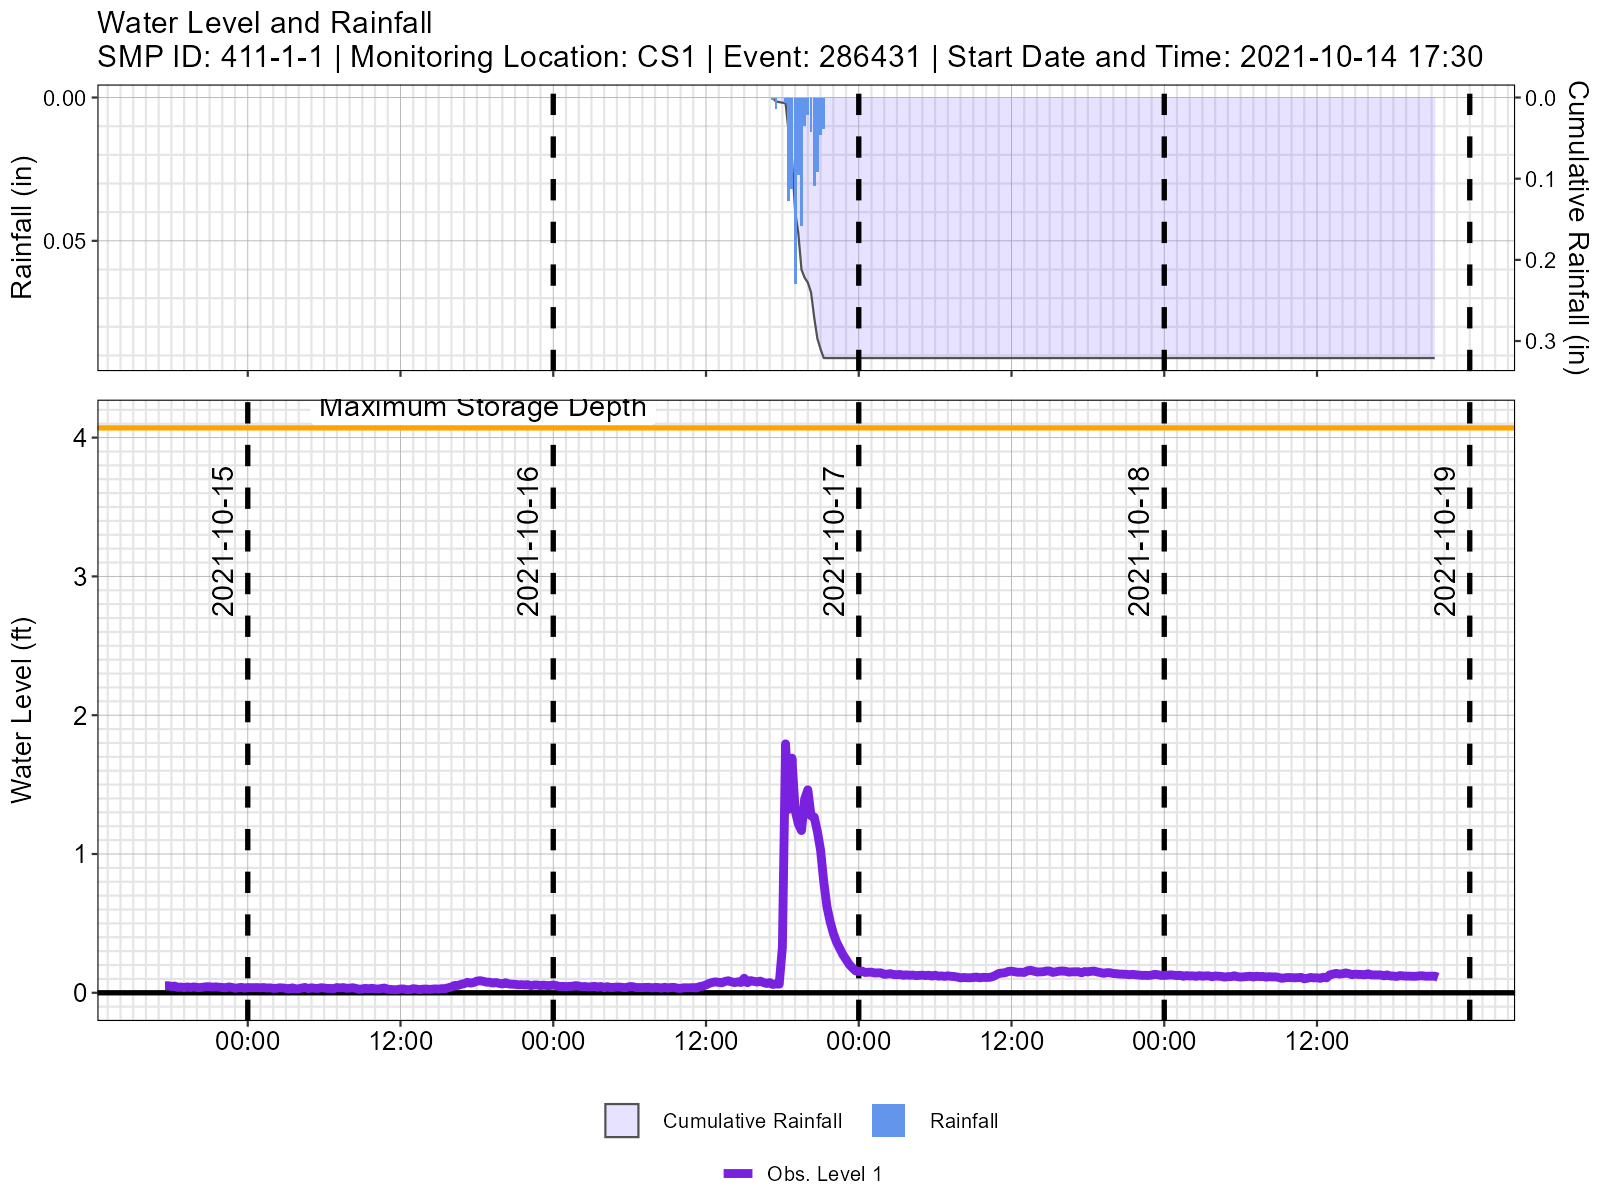 Water Level and Rainfall
SMP ID: 411-1-1 | Monitoring Location: CS1 | Event: 286431 | Start Date and Time: 2021-10-14 17:30
Rainfall (in)
0.00
0.05
Cumulative Rainfall (in)
0.0
0.1
0.2
0.3
Maximum Storage Depth
Water Level (ft)
4
3
2
1
0
2021-10-15
2021-10-16
2021-10-17
2021-10-18
2021-10-19
00:00 12:00 00:00 12:00 00:00 12:00 00:00 12:00
Cumulative Rainfall
Rainfall
Obs. Level 1